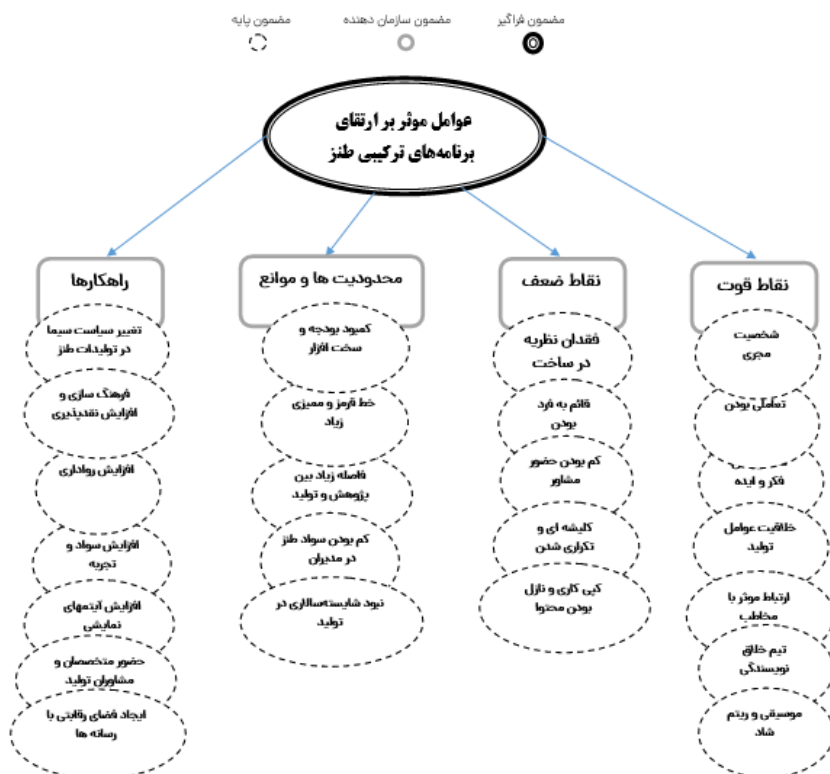 مضمون فراگیر
مضمون سازمان دهنده
مضمون پایه
عوامل موثر بر ارتقای
برنامه‌های ترکیبی طنز
نقاط قوت
شخصیت
مجری
تعاملی بودن
فکر و ایده
خلاقیت عوامل
تولید
ارتباط موثر با
مخاطب
تیم خلاق
نویسندگی
موسیقی و ریتم
شاد
نقاط ضعف
فقدان نظریه
در ساخت
قائم به فرد
بودن
کم بودن حضور
مشاور
کلیشه ای و
تکراری شدن
کپی کاری و نازل
بودن محتوا
محدودیت ها و موانع
کمبود بودجه و
سخت افزار
خط قرمز و ممیزی
زیاد
فاصله زیاد بین
پژوهش و تولید
کم بودن سواد طنز
در مدیران
نبود شایسته‌سالاری در
تولید
راهکارها
تغییر سیاست سیما
در تولیدات طنز
فرهنگ سازی و
افزایش نقدپذیری
افزایش رواداری
افزایش سواد و
تجربه
افزایش آیتمهای
نمایشی
حضور متخصصان و
مشاوران تولید
ایجاد فضای رقابتی با
رسانه ها